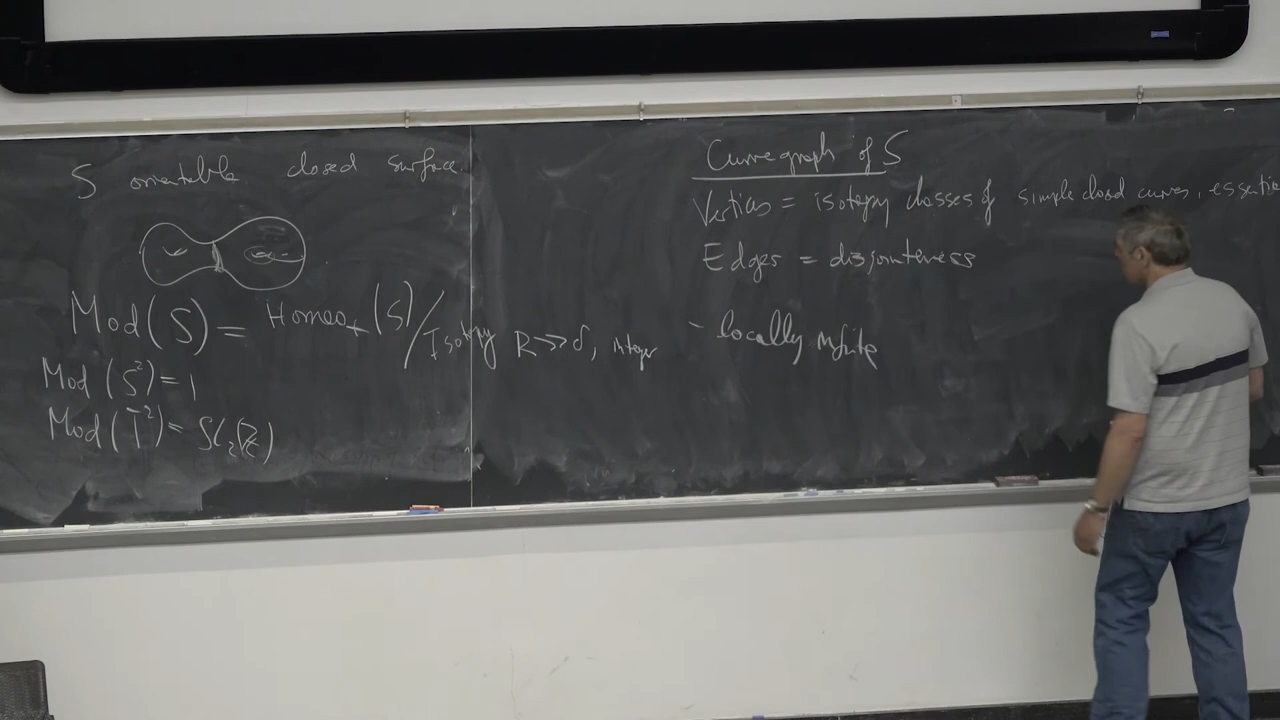 S orientable closed surface.
Mod(S) = Homeo₊(S)/Isotopy
Mod(S²) = 1
Mod(T²) = SL₂(ℤ)
R >> δ, integer
Curve graph of S
Vertices = isotopy classes of simple closed curves,
Edges = disjointness
- locally infinite